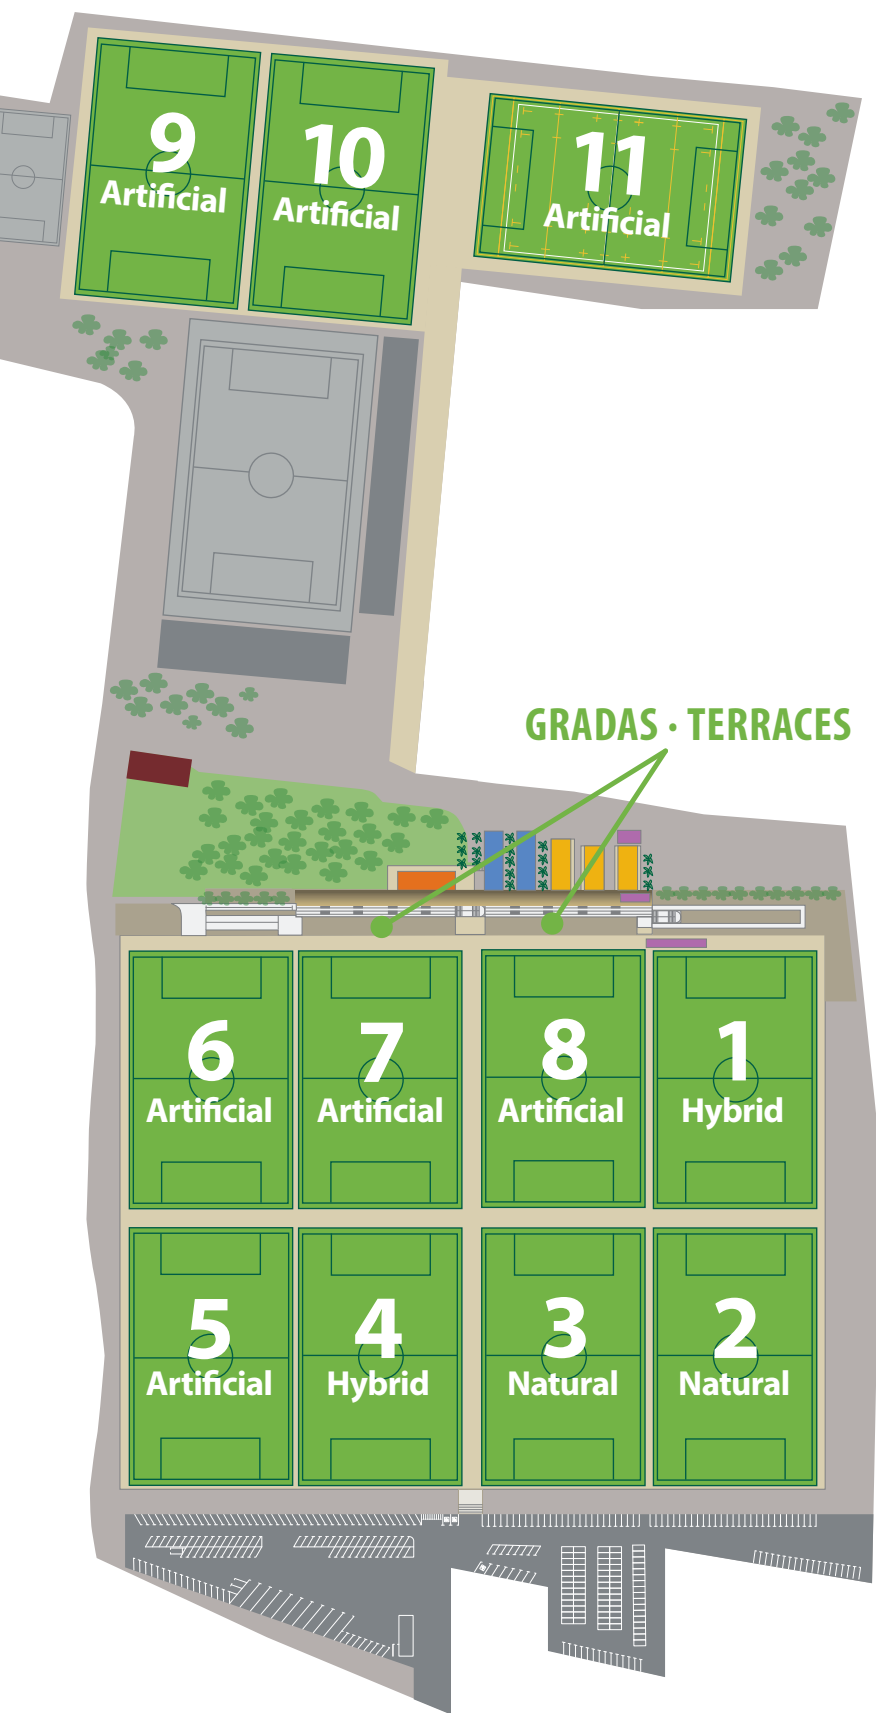 9
Artificial
10
Artificial
11
Artificial
GRADAS · TERRACES
6
Artificial
7
Artificial
8
Artificial
1
Hybrid
5
Artificial
4
Hybrid
3
Natural
2
Natural